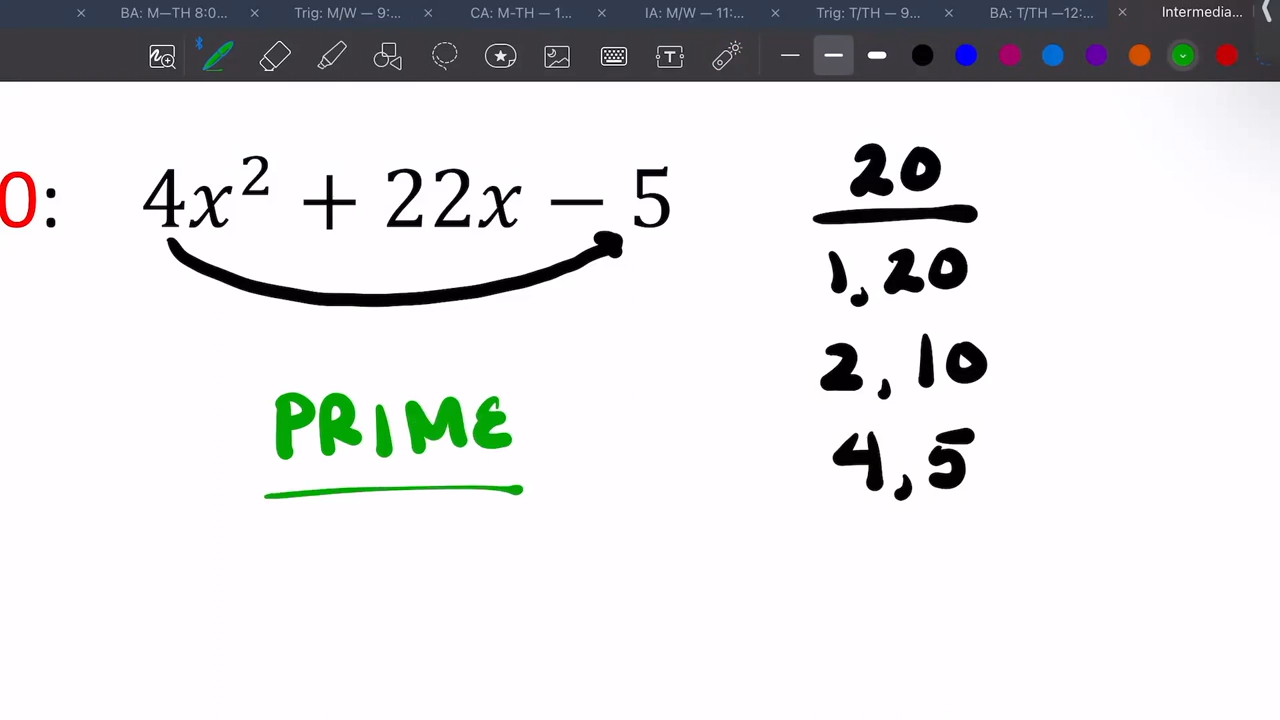 BA: M—TH 8:0... Trig: M/W — 9:... CA: M-TH — 1... IA: M/W — 11:... Trig: T/TH — 9... BA: T/TH —12:... Intermedia...
0: 4x² + 22x − 5
20
1, 20
2, 10
4, 5
PRIME